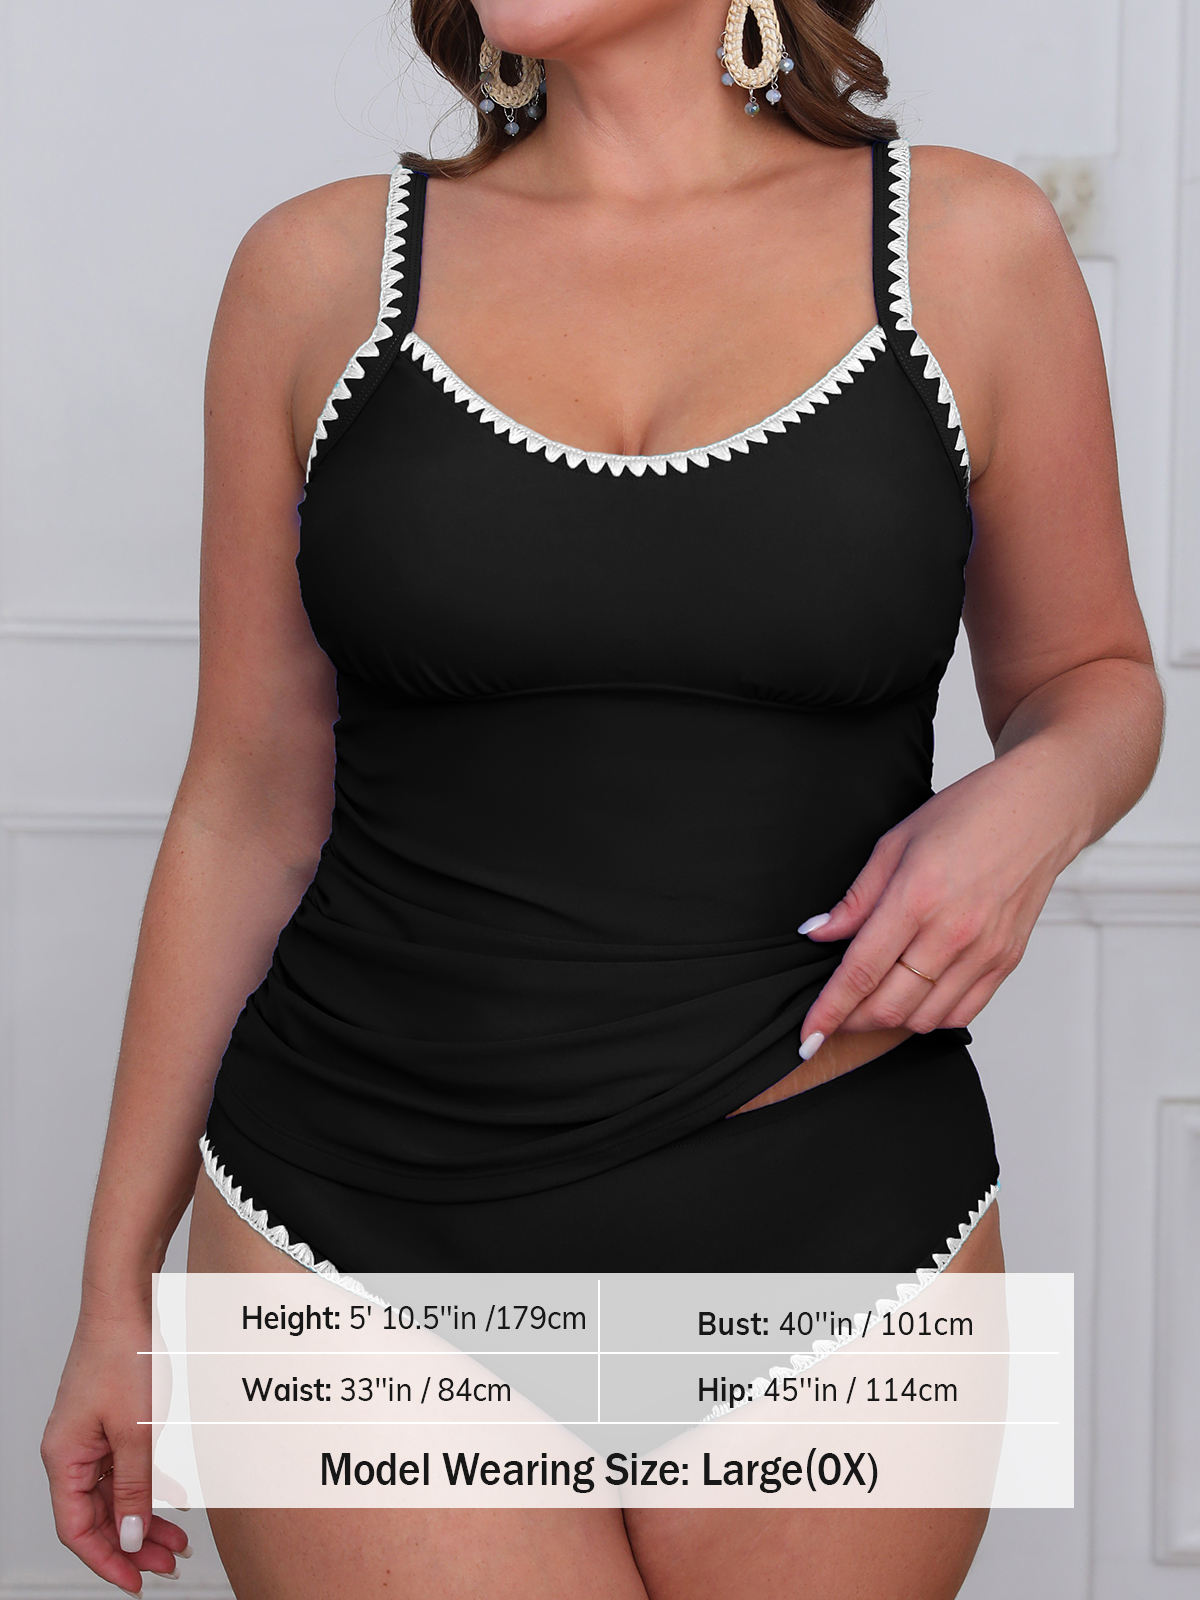 Height: 5' 10.5''in /179cm
Bust: 40''in / 101cm
Waist: 33''in / 84cm
Hip: 45''in / 114cm
Model Wearing Size: Large(0X)